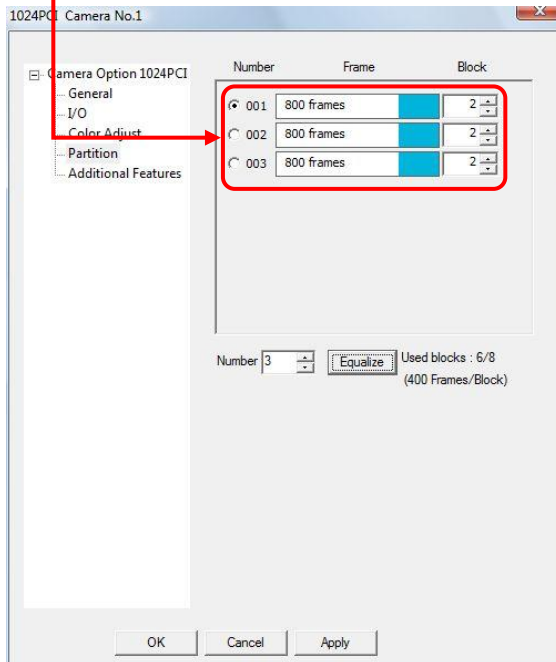 1024PCI Camera No.1
Camera Option 1024PCI
General
I/O
Color Adjust
Partition
Additional Features
Number Frame Block
001 800 frames 2
002 800 frames 2
003 800 frames 2
Number 3 Equalize Used blocks : 6/8
(400 Frames/Block)
OK Cancel Apply